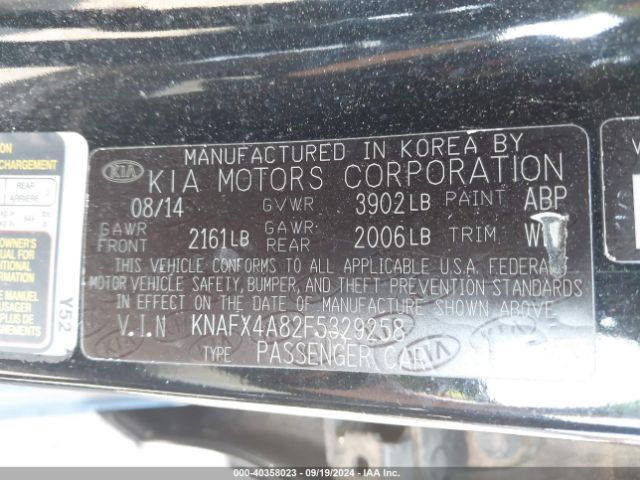 MANUFACTURED IN KOREA BY
KIA KIA MOTORS CORPORATION
08/14 GVWR 3902LB PAINT ABP
GAWR FRONT 2161LB GAWR REAR 2006LB TRIM
THIS VEHICLE CONFORMS TO ALL APPLICABLE U.S.A. FEDERAL
MOTOR VEHICLE SAFETY, BUMPER, AND THEFT PREVENTION STANDARDS
IN EFFECT ON THE DATE OF MANUFACTURE SHOWN ABOVE
V.I.N KNAFX4A82F5329258
TYPE PASSENGER CAR
REAR
ARRIERE
Y52
000-40358023 - 09/19/2024 - IAA Inc.